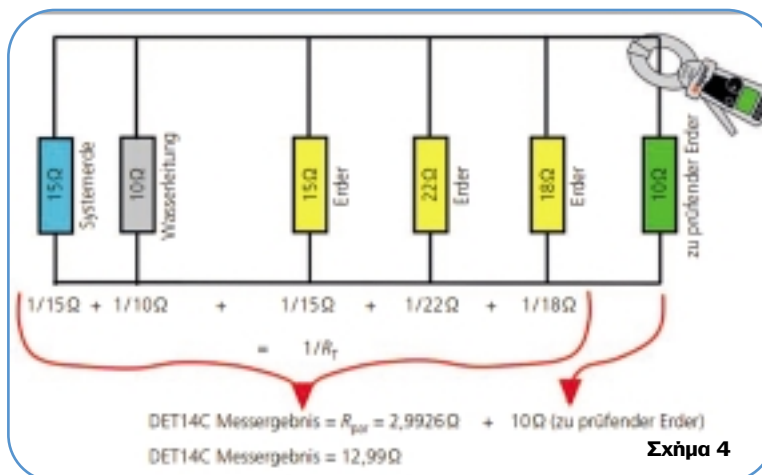 15Ω
Systemerde
10Ω
Wasserleitung
15Ω
Erder
22Ω
Erder
18Ω
Erder
10Ω
zu prüfender Erder
1/15Ω + 1/10Ω + 1/15Ω + 1/22Ω + 1/18Ω
= 1/R_T
DET14C Messergebnis = R_par = 2,9926Ω + 10Ω (zu prüfender Erder)
DET14C Messergebnis = 12,99Ω
Σχήμα 4